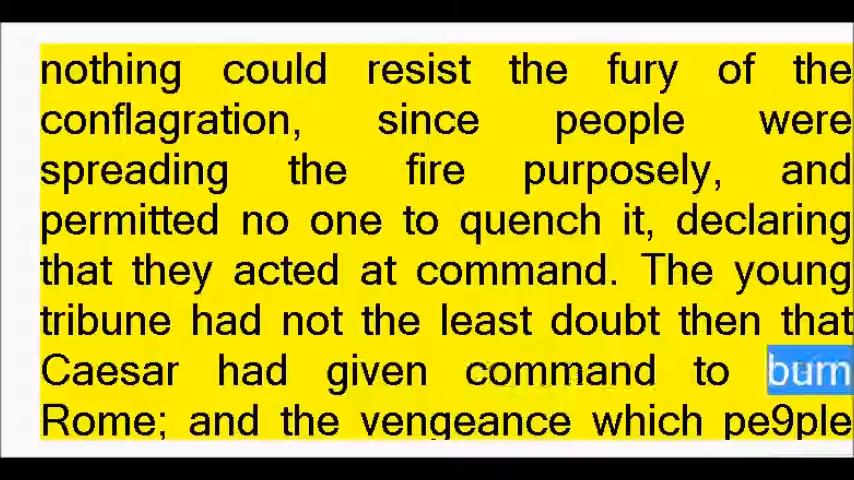 nothing could resist the fury of the
conflagration, since people were
spreading the fire purposely, and
permitted no one to quench it, declaring
that they acted at command. The young
tribune had not the least doubt then that
Caesar had given command to burn
Rome; and the vengeance which pe9ple